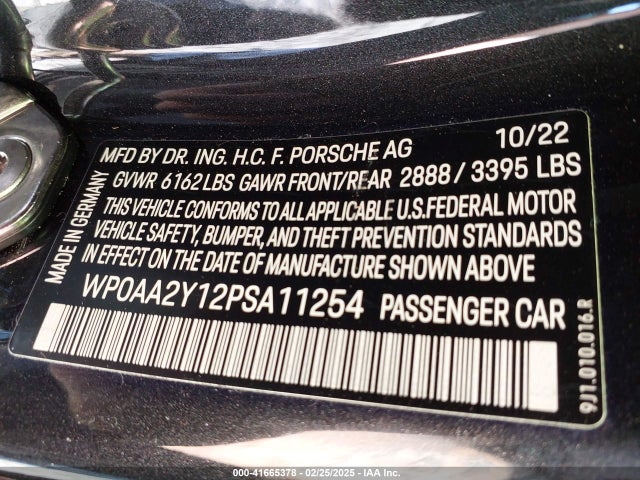 MFD BY DR. ING. H.C. F. PORSCHE AG 10/22
GVWR 6162 LBS GAWR FRONT/REAR 2888 / 3395 LBS
THIS VEHICLE CONFORMS TO ALL APPLICABLE U.S. FEDERAL MOTOR
VEHICLE SAFETY, BUMPER, AND THEFT PREVENTION STANDARDS
IN EFFECT ON THE DATE OF MANUFACTURE SHOWN ABOVE
WP0AA2Y12PSA11254 PASSENGER CAR
MADE IN GERMANY
9J1.010.016.R
000-41665378 - 02/25/2025 - IAA Inc.